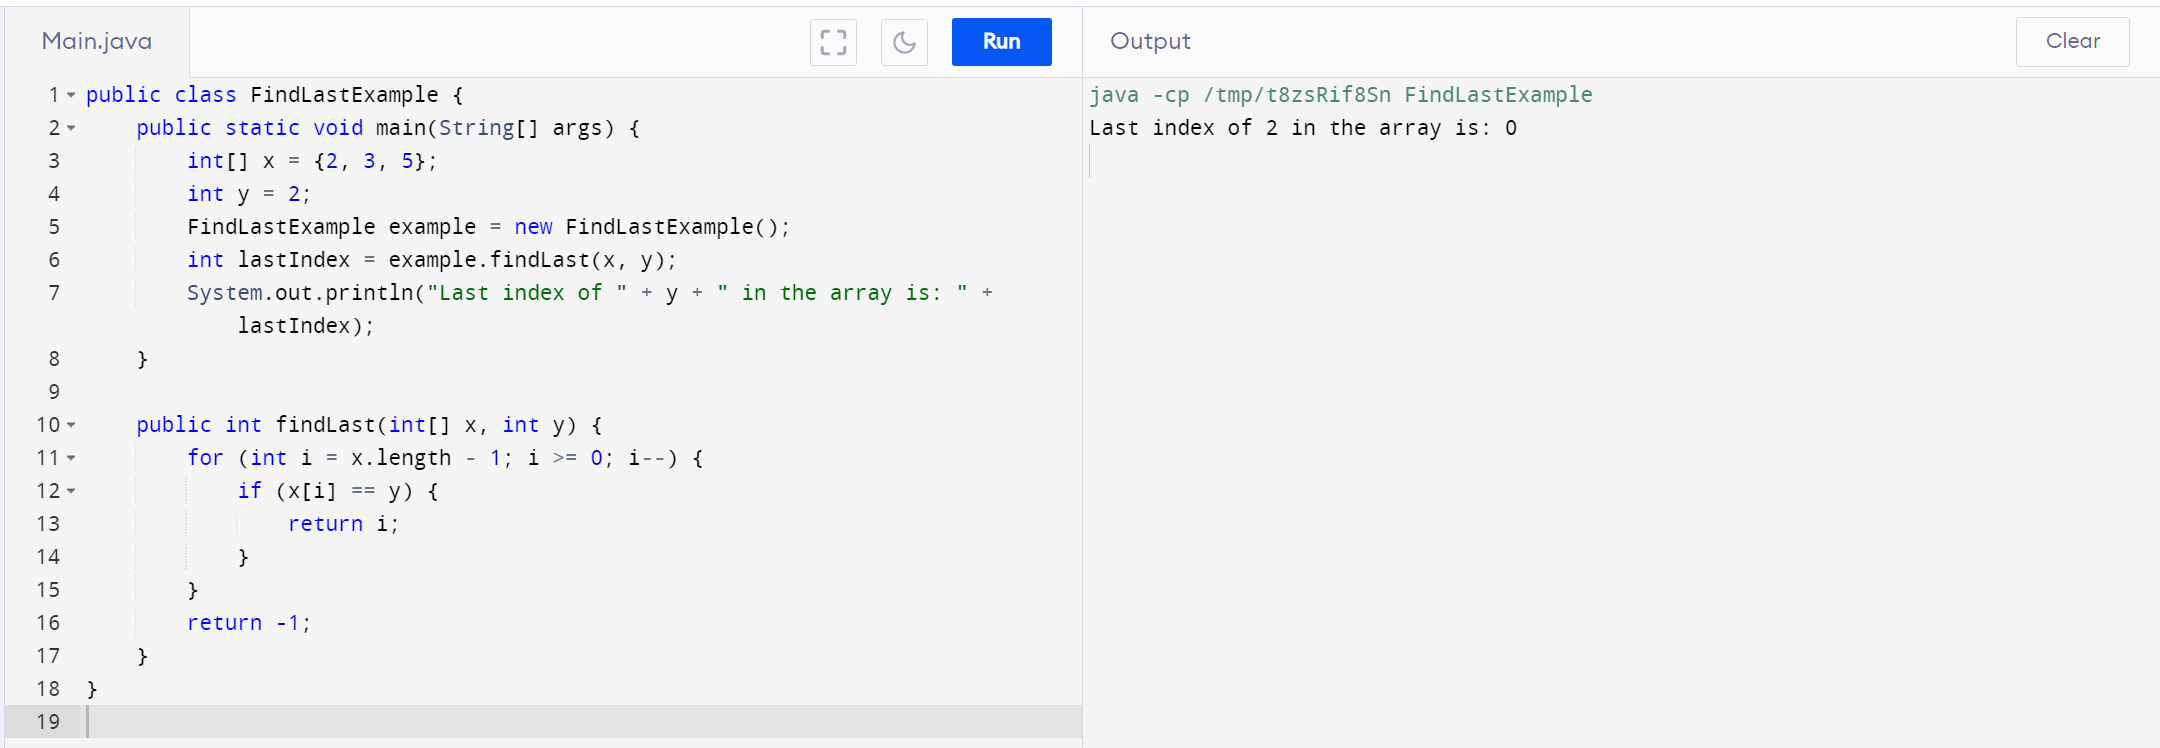 Main.java
Run
Output
Clear
1 public class FindLastExample {
2     public static void main(String[] args) {
3         int[] x = {2, 3, 5};
4         int y = 2;
5         FindLastExample example = new FindLastExample();
6         int lastIndex = example.findLast(x, y);
7         System.out.println("Last index of " + y + " in the array is: " +
            lastIndex);
8     }
9
10     public int findLast(int[] x, int y) {
11         for (int i = x.length - 1; i >= 0; i--) {
12             if (x[i] == y) {
13                 return i;
14             }
15         }
16         return -1;
17     }
18 }
19
java -cp /tmp/t8zsRif8Sn FindLastExample
Last index of 2 in the array is: 0